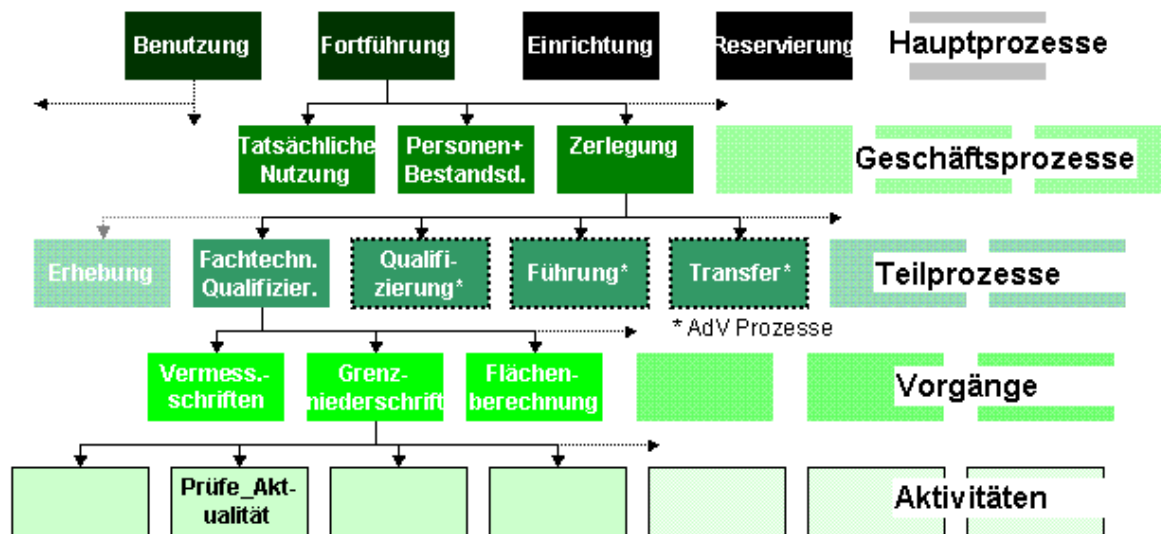 Benutzung
Fortführung
Einrichtung
Reservierung
Hauptprozesse
Tatsächliche
Nutzung
Personen+
Bestandsd.
Zerlegung
Geschäftsprozesse
Erhebung
Fachtechn.
Qualifizier.
Qualifi-
zierung*
Führung*
Transfer*
Teilprozesse
* AdV Prozesse
Vermess.-
schriften
Grenz-
niederschrift
Flächen-
berechnung
Vorgänge
Prüfe_Akt-
ualität
Aktivitäten